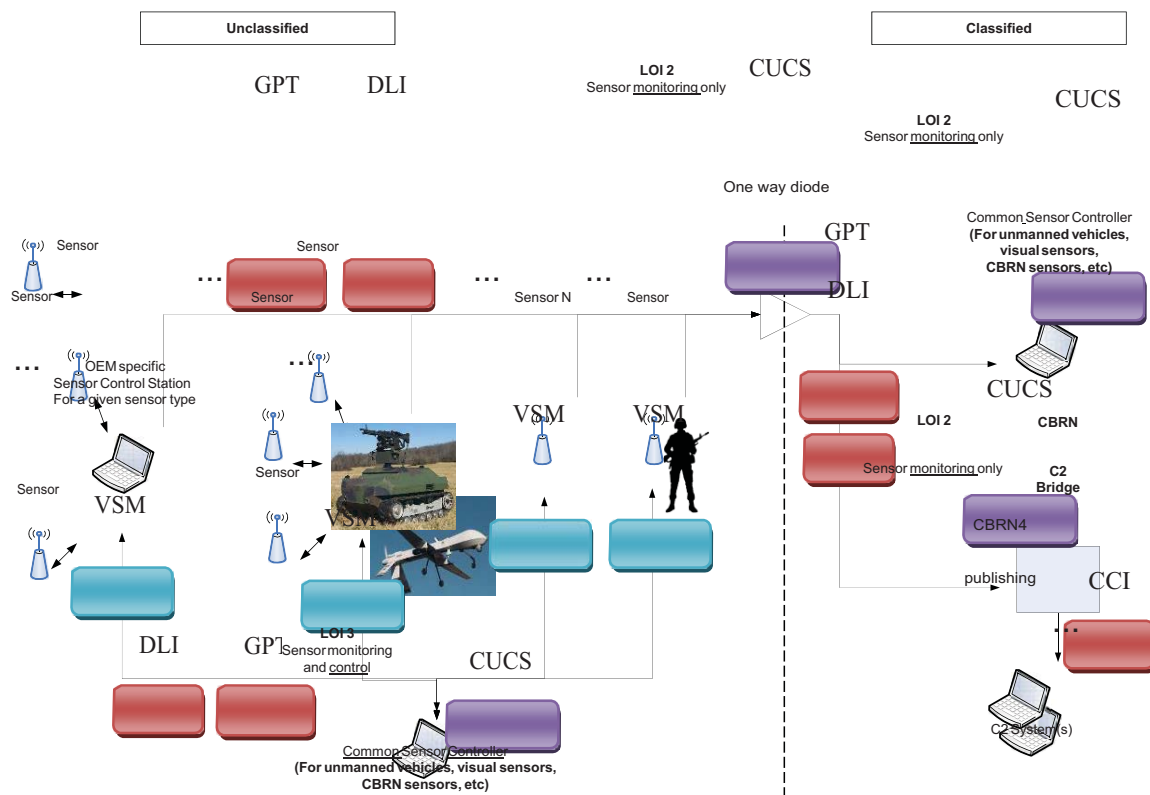 Unclassified
Classified
GPT
DLI
LOI 2
Sensor monitoring only
CUCS
LOI 2
Sensor monitoring only
CUCS
One way diode
Sensor
Sensor
Sensor
...
Sensor
...
Sensor N
...
Sensor
GPT
DLI
Common Sensor Controller
(For unmanned vehicles,
visual sensors,
CBRN sensors, etc)
...
OEM specific
Sensor Control Station
For a given sensor type
...
CUCS
VSM
VSM
LOI 2
Sensor monitoring only
CBRN
C2
Bridge
Sensor
Sensor
VSM
VSM
CBRN4
publishing
CCI
...
DLI
GPT
LOI 3
Sensor monitoring
and control
CUCS
C2 System(s)
Common Sensor Controller
(For unmanned vehicles, visual sensors,
CBRN sensors, etc)